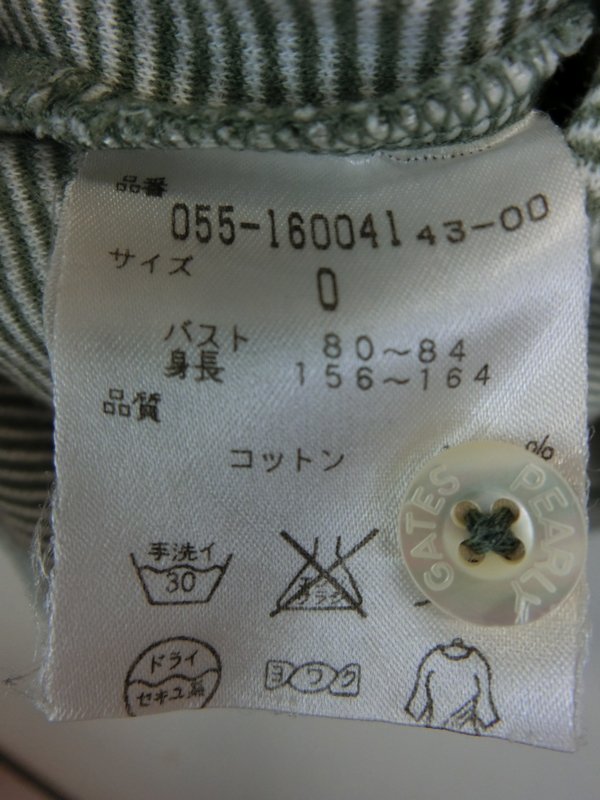 品番
055-160041 43-00
サイズ
0
バスト 80～84
身長 156～164
品質
コットン %
手洗イ
30
ドライ
セキユ系
ヨワク
PEARLY GATES